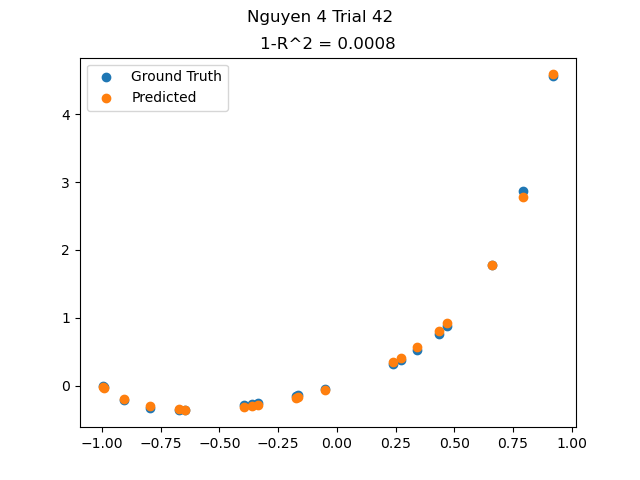 Nguyen 4 Trial 42
1-R^2 = 0.0008
Ground Truth
Predicted
4
3
2
1
0
−1.00 −0.75 −0.50 −0.25 0.00 0.25 0.50 0.75 1.00